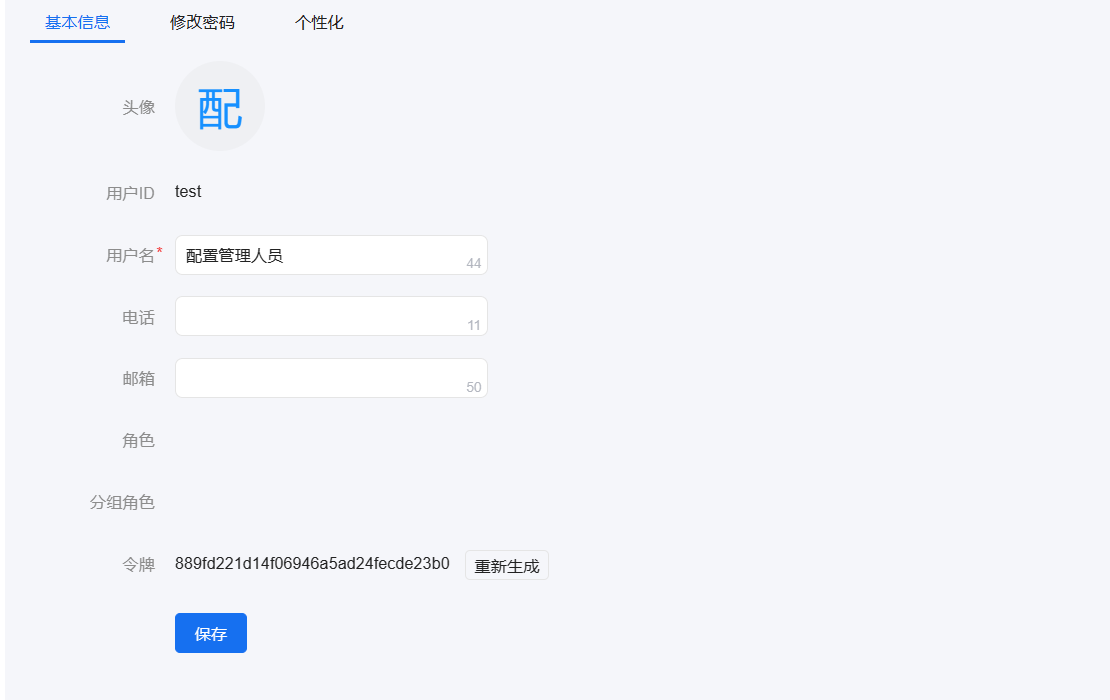 基本信息 修改密码 个性化
头像 配
用户ID test
用户名* 配置管理人员 44
电话 11
邮箱 50
角色
分组角色
令牌 889fd221d14f06946a5ad24fecde23b0 重新生成
保存